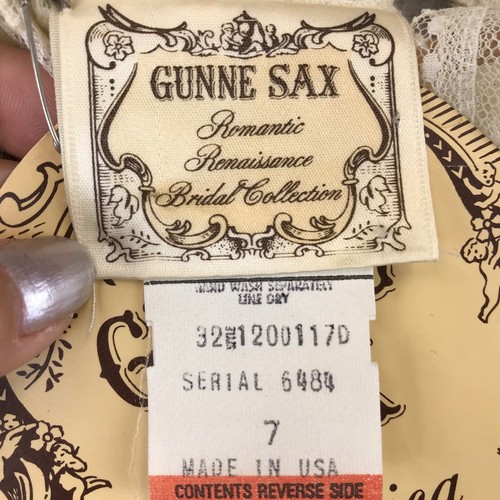 GUNNE SAX
Romantic
Renaissance
Bridal Collection
HAND WASH SEPARATELY
LINE DRY
32 1200117D
SERIAL 6484
7
MADE IN USA
CONTENTS REVERSE SIDE